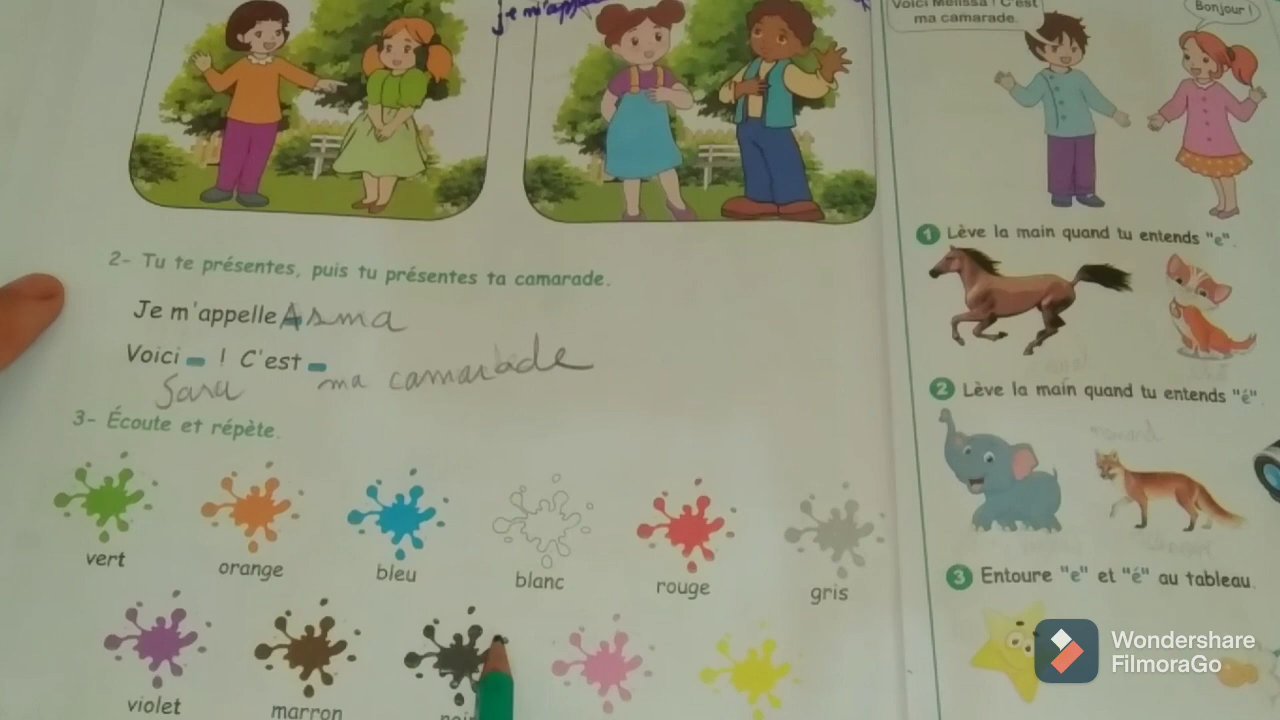 je m'app
2- Tu te présentes, puis tu présentes ta camarade.
Je m'appelle Asma
Voici - ! C'est -
Sara ma camarade
3- Écoute et répète.
vert orange bleu blanc rouge gris
violet marron noir
Voici Melissa ! C'est
ma camarade.
Bonjour !
1 Lève la main quand tu entends "e".
2 Lève la main quand tu entends "é".
renard
3 Entoure "e" et "é" au tableau.
Wondershare
FilmoraGo